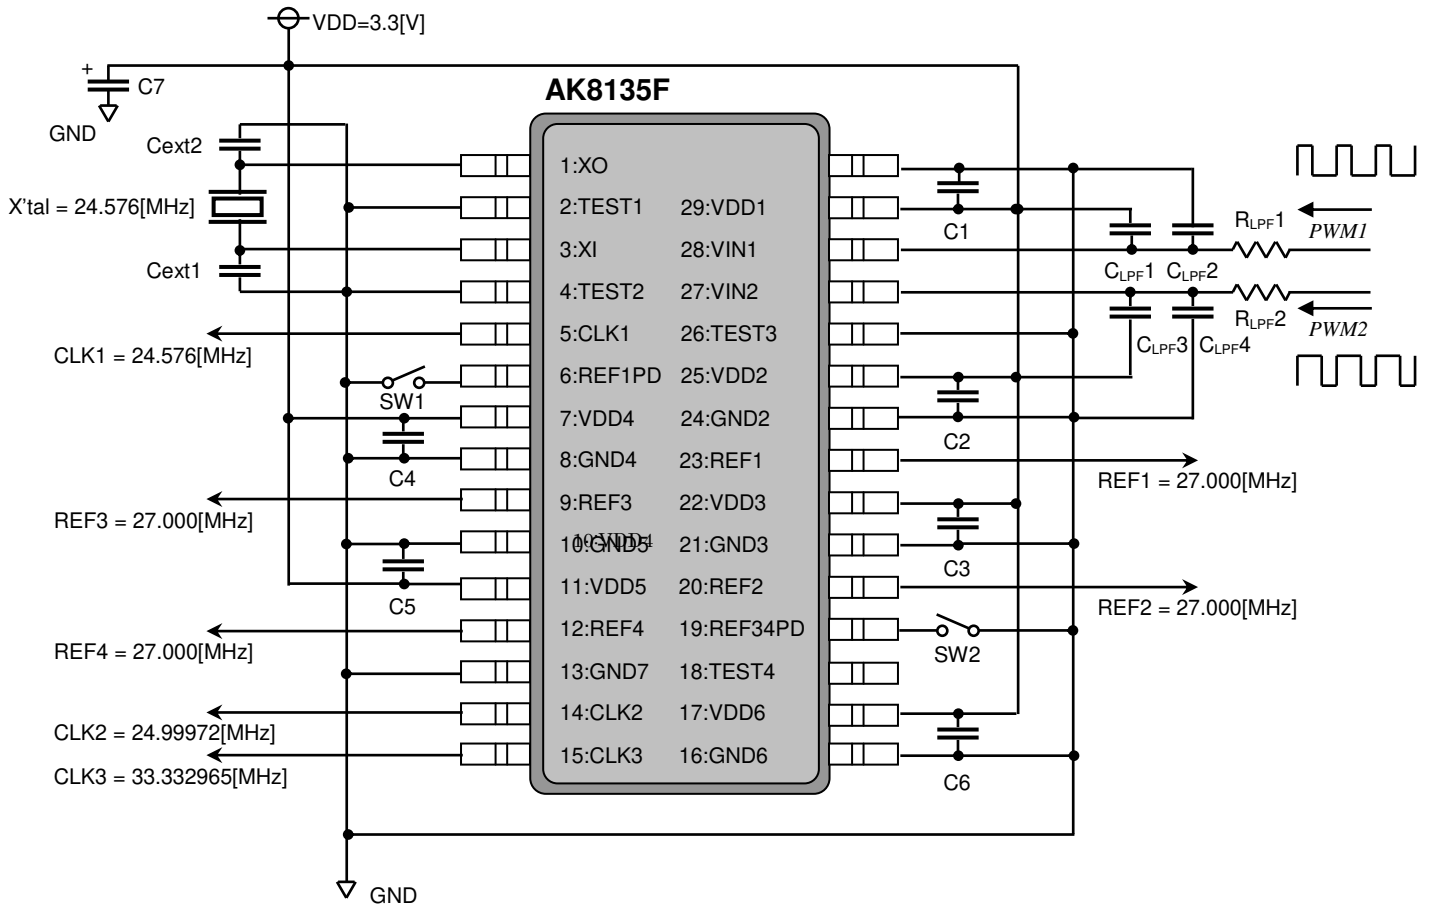 VDD=3.3[V]
+
C7
GND
AK8135F
Cext2
X'tal = 24.576[MHz]
Cext1
CLK1 = 24.576[MHz]
SW1
C4
REF3 = 27.000[MHz]
C5
REF4 = 27.000[MHz]
CLK2 = 24.99972[MHz]
CLK3 = 33.332965[MHz]
GND
1:XO
2:TEST1
3:XI
4:TEST2
5:CLK1
6:REF1PD
7:VDD4
8:GND4
9:REF3
10:GND5
10:VDD4
11:VDD5
12:REF4
13:GND7
14:CLK2
15:CLK3
29:VDD1
28:VIN1
27:VIN2
26:TEST3
25:VDD2
24:GND2
23:REF1
22:VDD3
21:GND3
20:REF2
19:REF34PD
18:TEST4
17:VDD6
16:GND6
C1
CLPF1
CLPF2
RLPF1
PWM1
RLPF2
PWM2
CLPF3
CLPF4
C2
REF1 = 27.000[MHz]
C3
REF2 = 27.000[MHz]
SW2
C6